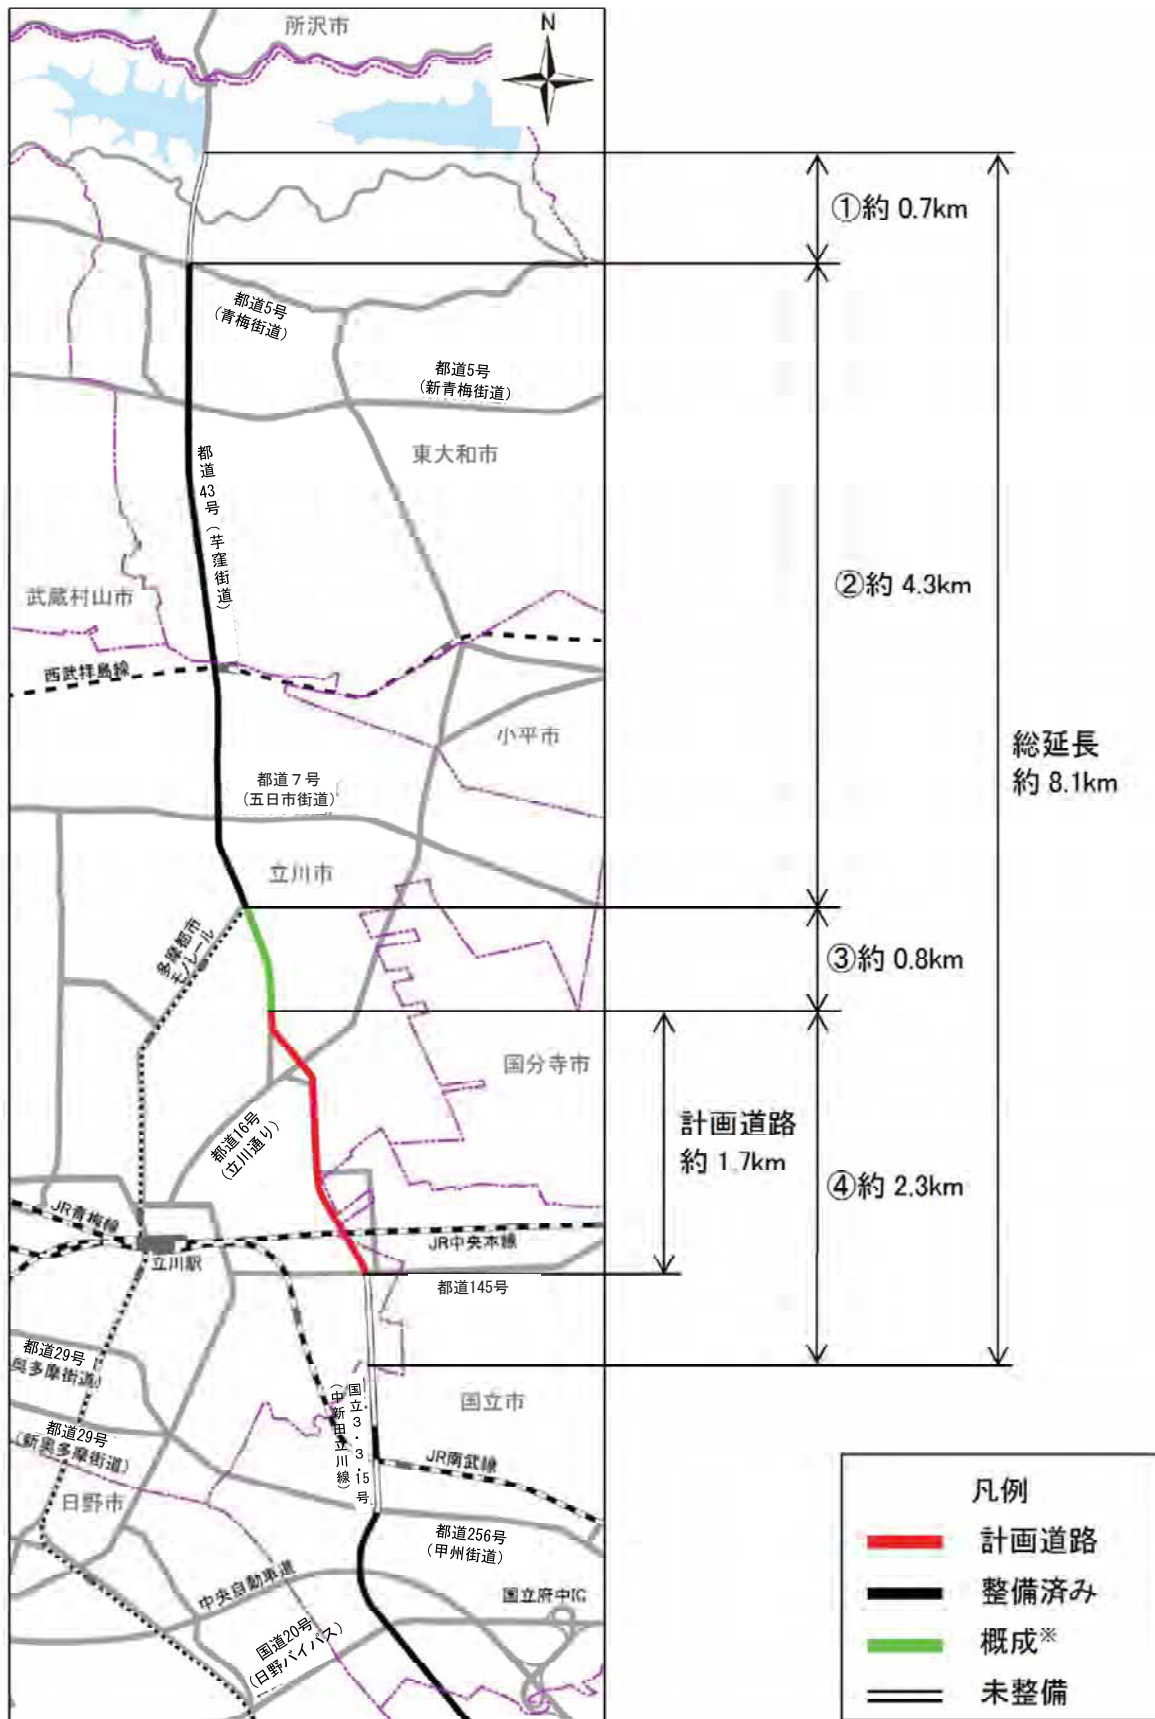 所沢市
N
①約 0.7km
都道5号
(青梅街道)
都道5号
(新青梅街道)
東大和市
都道43号(芋窪街道)
②約 4.3km
武蔵村山市
西武拝島線
小平市
総延長
約 8.1km
都道7号
(五日市街道)
立川市
多摩都市
モノレール
③約 0.8km
国分寺市
計画道路
約 1.7km
都道16号
(立川通り)
④約 2.3km
JR青梅線
立川駅
JR中央本線
都道145号
都道29号
奥多摩街道)
国立3・3・15号
(中新田立川線)
国立市
都道29号
(新奥多摩街道)
JR南武線
日野市
都道256号
(甲州街道)
中央自動車道
国立府中IC
国道20号
(日野バイパス)
凡例
計画道路
整備済み
概成※
未整備